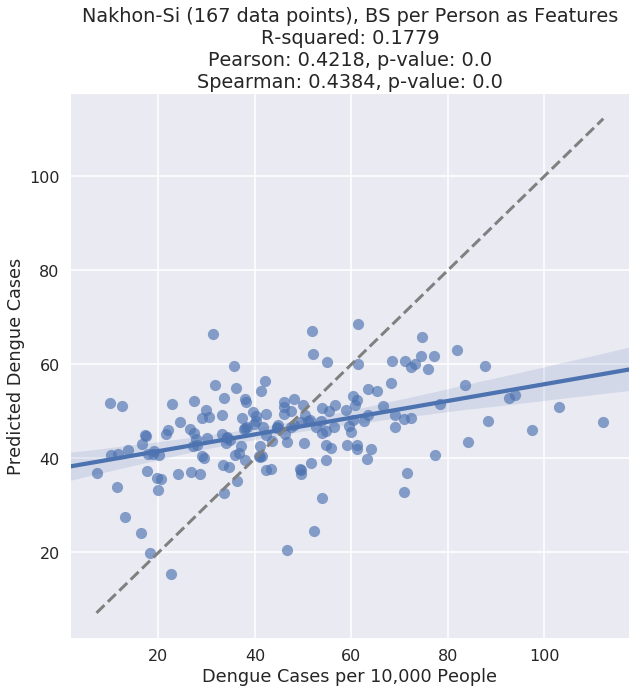 Nakhon-Si (167 data points), BS per Person as Features
R-squared: 0.1779
Pearson: 0.4218, p-value: 0.0
Spearman: 0.4384, p-value: 0.0
Predicted Dengue Cases
100
80
60
40
20
20 40 60 80 100
Dengue Cases per 10,000 People